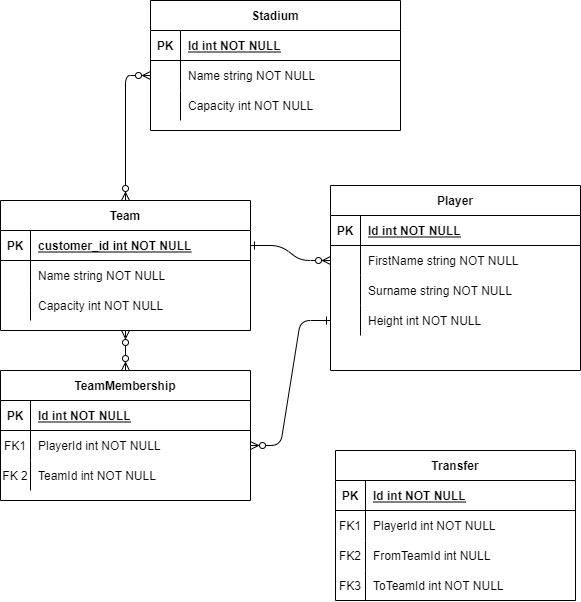 Stadium
PK Id int NOT NULL
Name string NOT NULL
Capacity int NOT NULL
Team
PK customer_id int NOT NULL
Name string NOT NULL
Capacity int NOT NULL
Player
PK Id int NOT NULL
FirstName string NOT NULL
Surname string NOT NULL
Height int NOT NULL
TeamMembership
PK Id int NOT NULL
FK1 PlayerId int NOT NULL
FK 2 TeamId int NOT NULL
Transfer
PK Id int NOT NULL
FK1 PlayerId int NOT NULL
FK2 FromTeamId int NULL
FK3 ToTeamId int NOT NULL